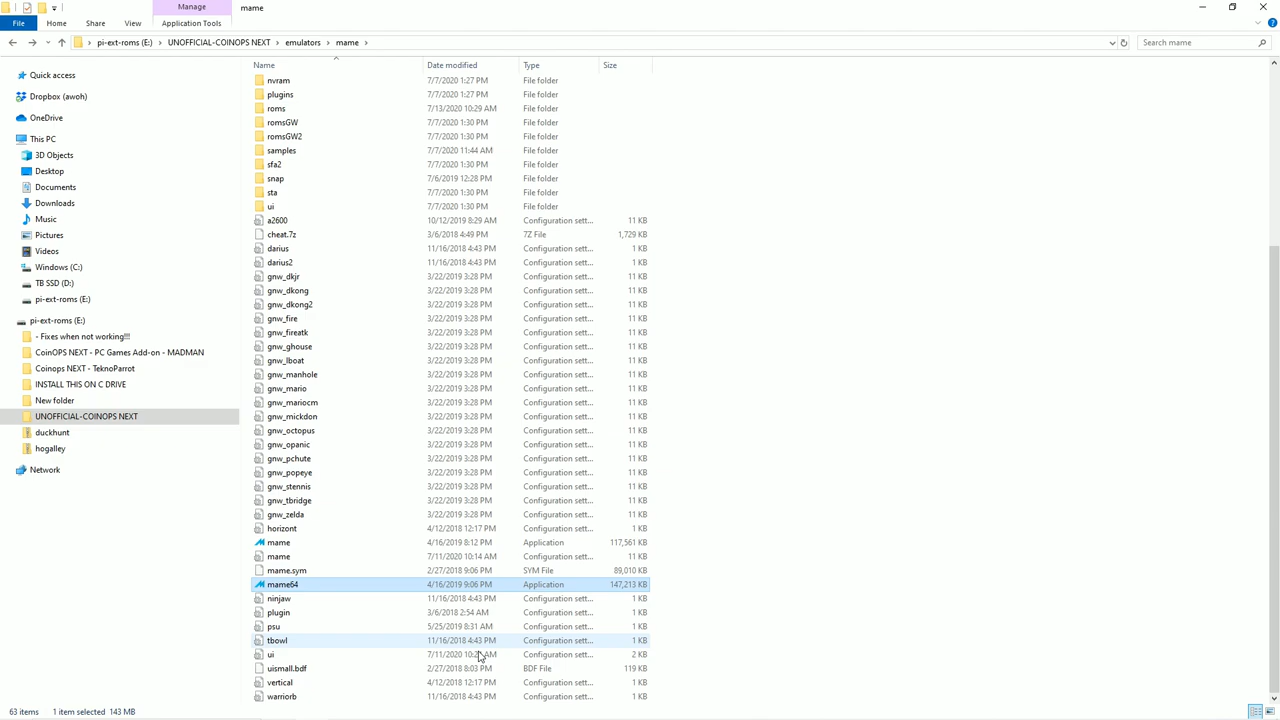 Manage
mame
File
Home
Share
View
Application Tools
pi-ext-roms (E:) > UNOFFICIAL-COINOPS NEXT > emulators > mame >
Search mame
Name
Date modified
Type
Size
Quick access
Dropbox (awoh)
OneDrive
This PC
3D Objects
Desktop
Documents
Downloads
Music
Pictures
Videos
Windows (C:)
TB SSD (D:)
pi-ext-roms (E:)
pi-ext-roms (E:)
- Fixes when not working!!!
CoinOPS NEXT - PC Games Add-on - MADMAN
Coinops NEXT - TeknoParrot
INSTALL THIS ON C DRIVE
New folder
UNOFFICIAL-COINOPS NEXT
duckhunt
hogalley
Network
nvram 7/7/2020 1:27 PM File folder
plugins 7/7/2020 1:27 PM File folder
roms 7/13/2020 10:29 AM File folder
romsGW 7/7/2020 1:30 PM File folder
romsGW2 7/7/2020 1:30 PM File folder
samples 7/7/2020 11:44 AM File folder
sfa2 7/7/2020 1:30 PM File folder
snap 7/6/2019 12:28 PM File folder
sta 7/7/2020 1:30 PM File folder
ui 7/7/2020 1:30 PM File folder
a2600 10/12/2019 8:29 AM Configuration sett... 11 KB
cheat.7z 3/6/2018 4:49 PM 7Z File 1,729 KB
darius 11/16/2018 4:43 PM Configuration sett... 1 KB
darius2 11/16/2018 4:43 PM Configuration sett... 1 KB
gnw_dkjr 3/22/2019 3:28 PM Configuration sett... 11 KB
gnw_dkong 3/22/2019 3:28 PM Configuration sett... 11 KB
gnw_dkong2 3/22/2019 3:28 PM Configuration sett... 11 KB
gnw_fire 3/22/2019 3:28 PM Configuration sett... 11 KB
gnw_fireatk 3/22/2019 3:28 PM Configuration sett... 11 KB
gnw_ghouse 3/22/2019 3:28 PM Configuration sett... 11 KB
gnw_lboat 3/22/2019 3:28 PM Configuration sett... 11 KB
gnw_manhole 3/22/2019 3:28 PM Configuration sett... 11 KB
gnw_mario 3/22/2019 3:28 PM Configuration sett... 11 KB
gnw_mariocm 3/22/2019 3:28 PM Configuration sett... 11 KB
gnw_mickdon 3/22/2019 3:28 PM Configuration sett... 11 KB
gnw_octopus 3/22/2019 3:28 PM Configuration sett... 11 KB
gnw_opanic 3/22/2019 3:28 PM Configuration sett... 11 KB
gnw_pchute 3/22/2019 3:28 PM Configuration sett... 11 KB
gnw_popeye 3/22/2019 3:28 PM Configuration sett... 11 KB
gnw_stennis 3/22/2019 3:28 PM Configuration sett... 11 KB
gnw_tbridge 3/22/2019 3:28 PM Configuration sett... 11 KB
gnw_zelda 3/22/2019 3:28 PM Configuration sett... 11 KB
horizont 4/12/2018 12:17 PM Configuration sett... 1 KB
mame 4/16/2019 8:12 PM Application 117,561 KB
mame 7/11/2020 10:14 AM Configuration sett... 11 KB
mame.sym 2/27/2018 9:06 PM SYM File 89,010 KB
mame64 4/16/2019 9:06 PM Application 147,213 KB
ninjaw 11/16/2018 4:43 PM Configuration sett... 1 KB
plugin 3/6/2018 2:54 AM Configuration sett... 1 KB
psu 5/25/2019 8:31 AM Configuration sett... 1 KB
tbowl 11/16/2018 4:43 PM Configuration sett... 1 KB
ui 7/11/2020 AM Configuration sett... 2 KB
uismall.bdf 2/27/2018 8:03 PM BDF File 119 KB
vertical 4/12/2018 12:17 PM Configuration sett... 1 KB
warriorb 11/16/2018 4:43 PM Configuration sett... 1 KB
63 items
1 item selected 143 MB